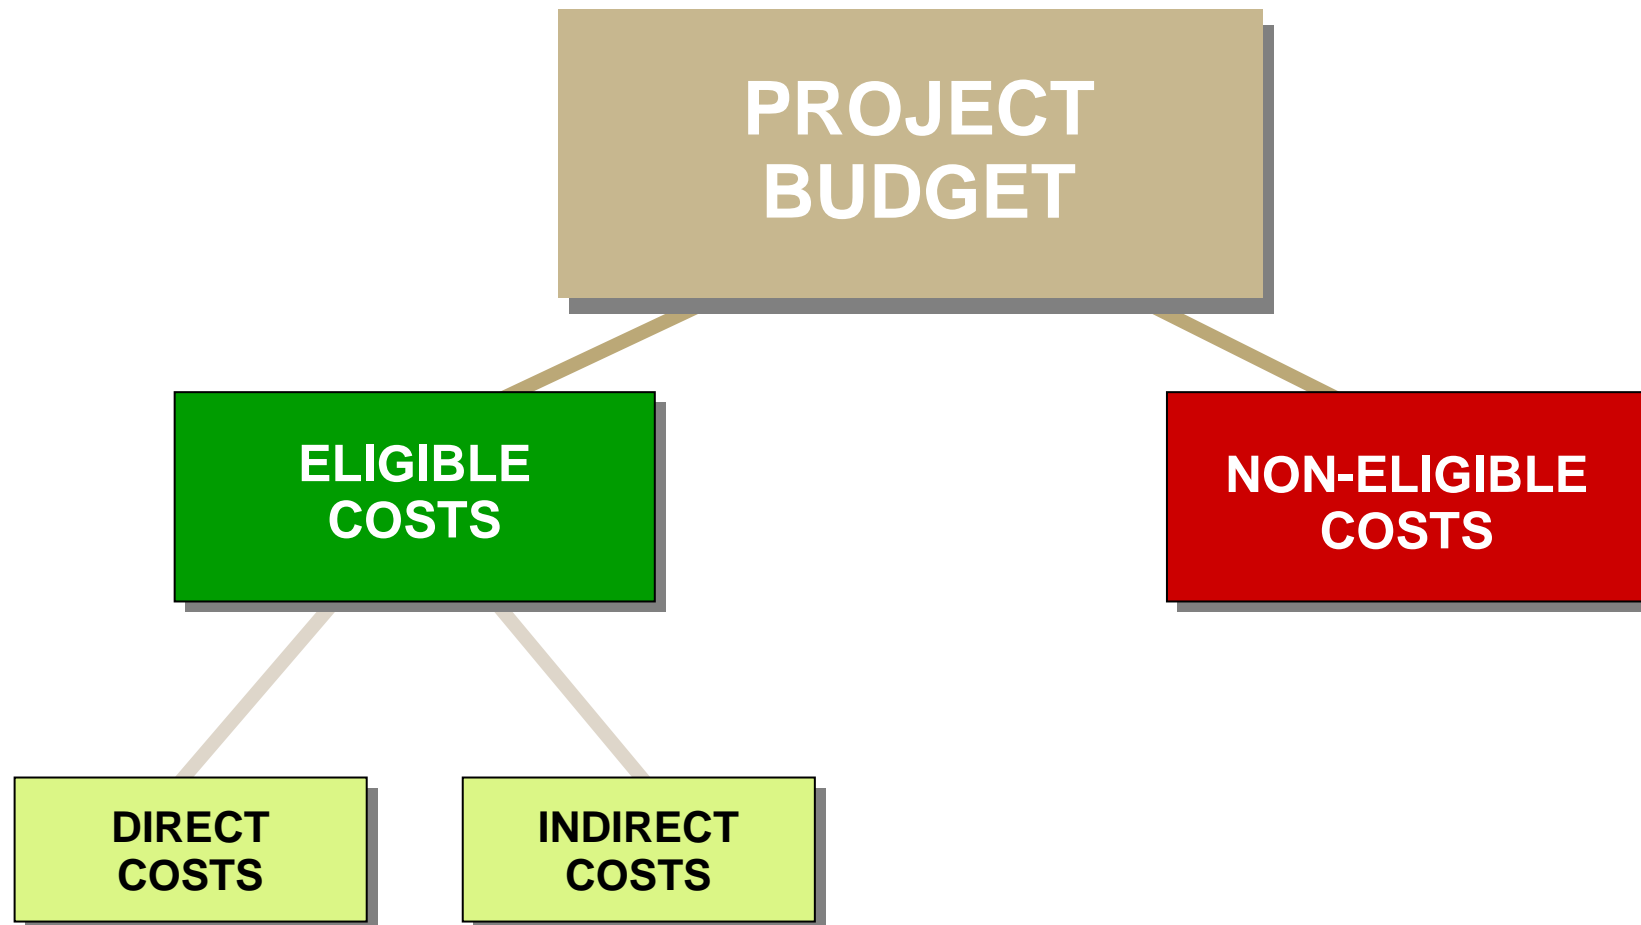 PROJECT
BUDGET
ELIGIBLE
COSTS
NON-ELIGIBLE
COSTS
DIRECT
COSTS
INDIRECT
COSTS